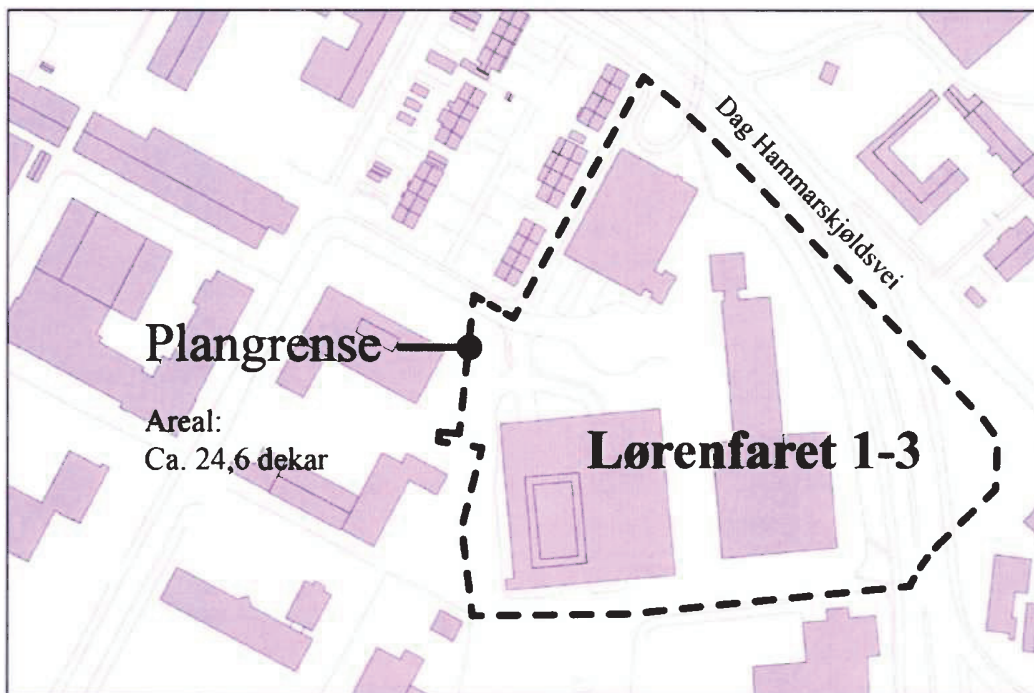 Dag Hammarskjøldsvei
Plangrense
Areal:
Ca. 24,6 dekar
Lørenfaret 1-3